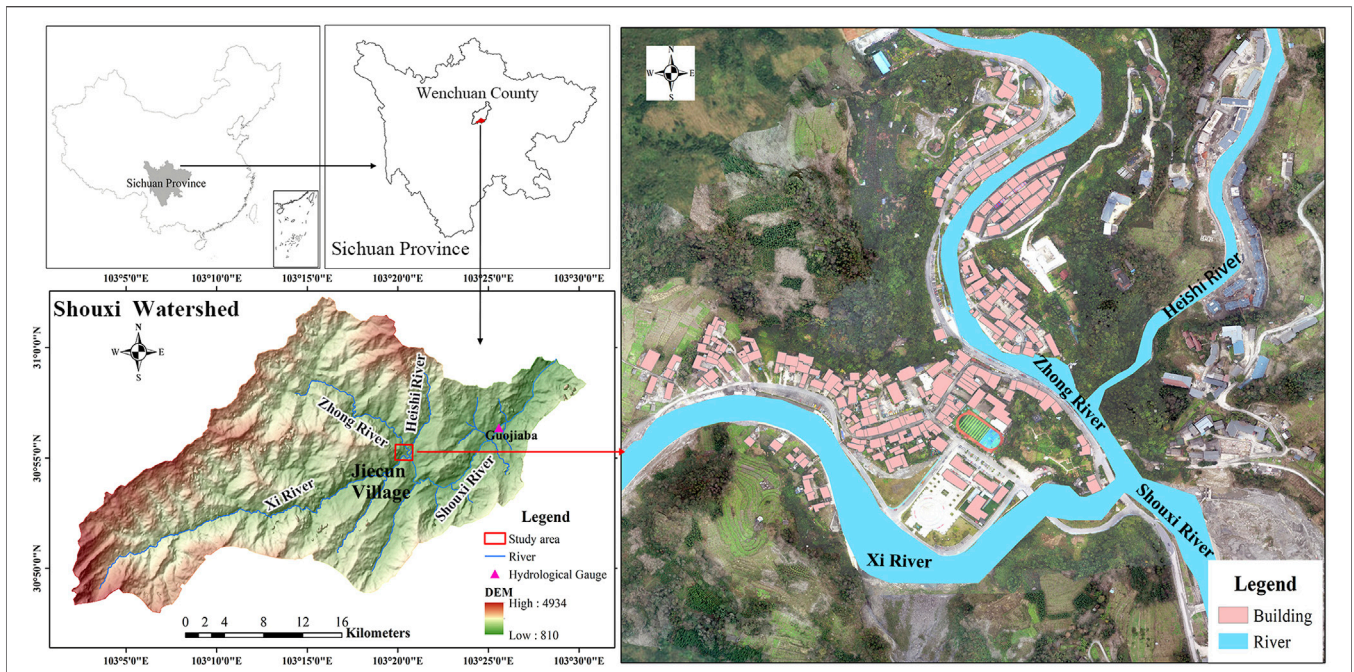 Sichuan Province
Wenchuan County
Sichuan Province
103°5'0"E 103°1'0"E 103°15'0"E 103°20'0"E 103°25'0"E 103°30'0"E
Shouxi Watershed
N
W E
S
31°0'0"N
30°55'0"N
30°50'0"N
Zhong River
Heishi River
Guojiaba
Jiecun
Village
Xi River
Shouxi River
Legend
Study area
River
Hydrological Gauge
DEM
High : 4934
Low : 810
0 2 4 8 12 16
Kilometers
103°5'0"E 103°10'0"E 103°15'0"E 103°20'0"E 103°25'0"E 103°30'0"E
N
W E
S
Heishi River
Zhong River
Shouxi River
Xi River
Legend
Building
River